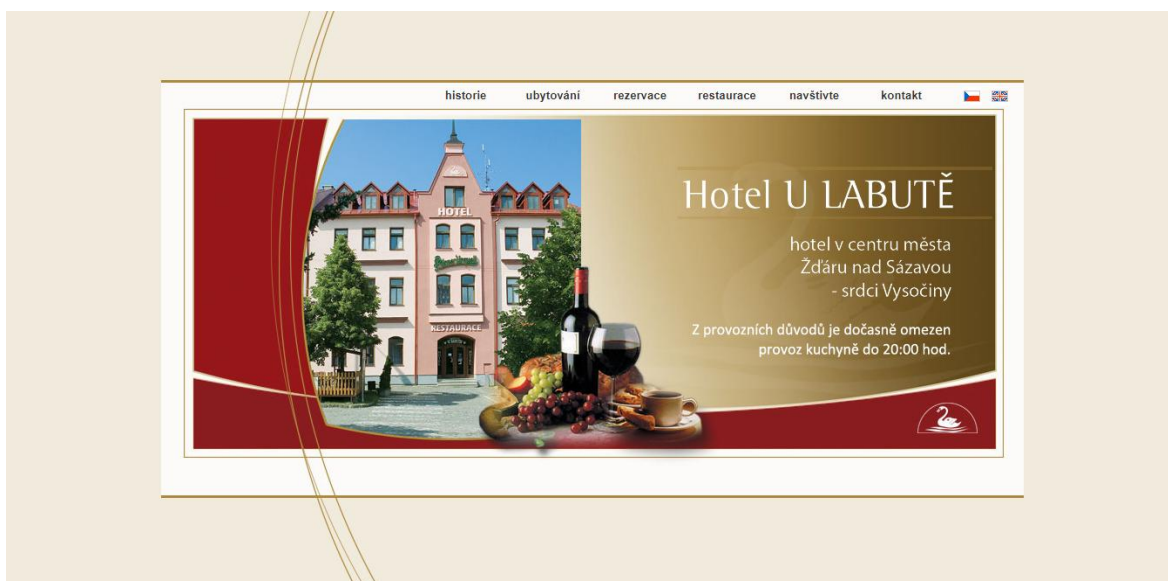 historie ubytování rezervace restaurace navštivte kontakt
Hotel U LABUTĚ
HOTEL
hotel v centru města
Žďáru nad Sázavou
- srdci Vysočiny
RESTAURACE
Z provozních důvodů je dočasně omezen
provoz kuchyně do 20:00 hod.